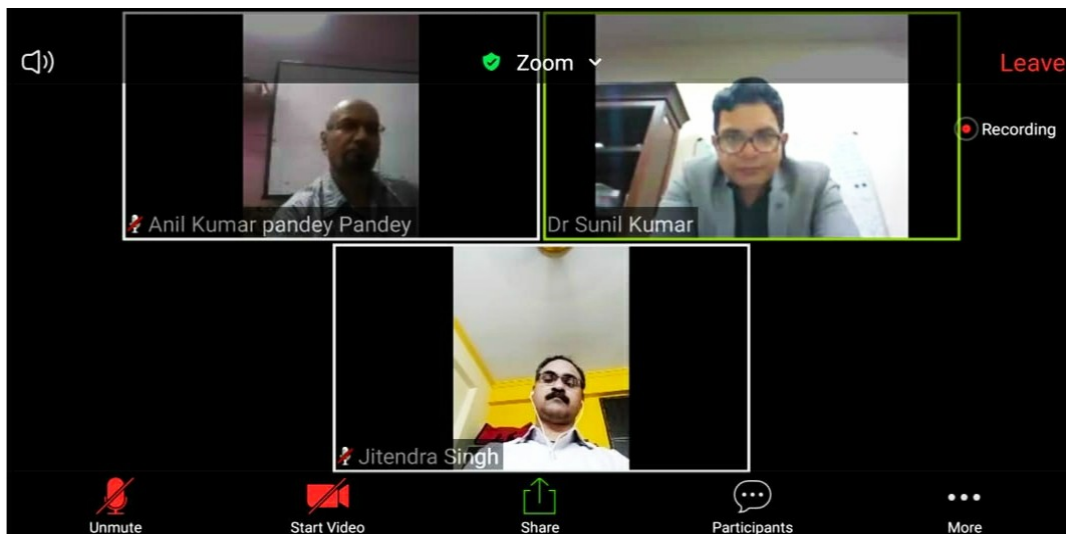 Zoom
Leave
Recording
Anil Kumar pandey Pandey
Dr Sunil Kumar
Jitendra Singh
Unmute
Start Video
Share
Participants
More